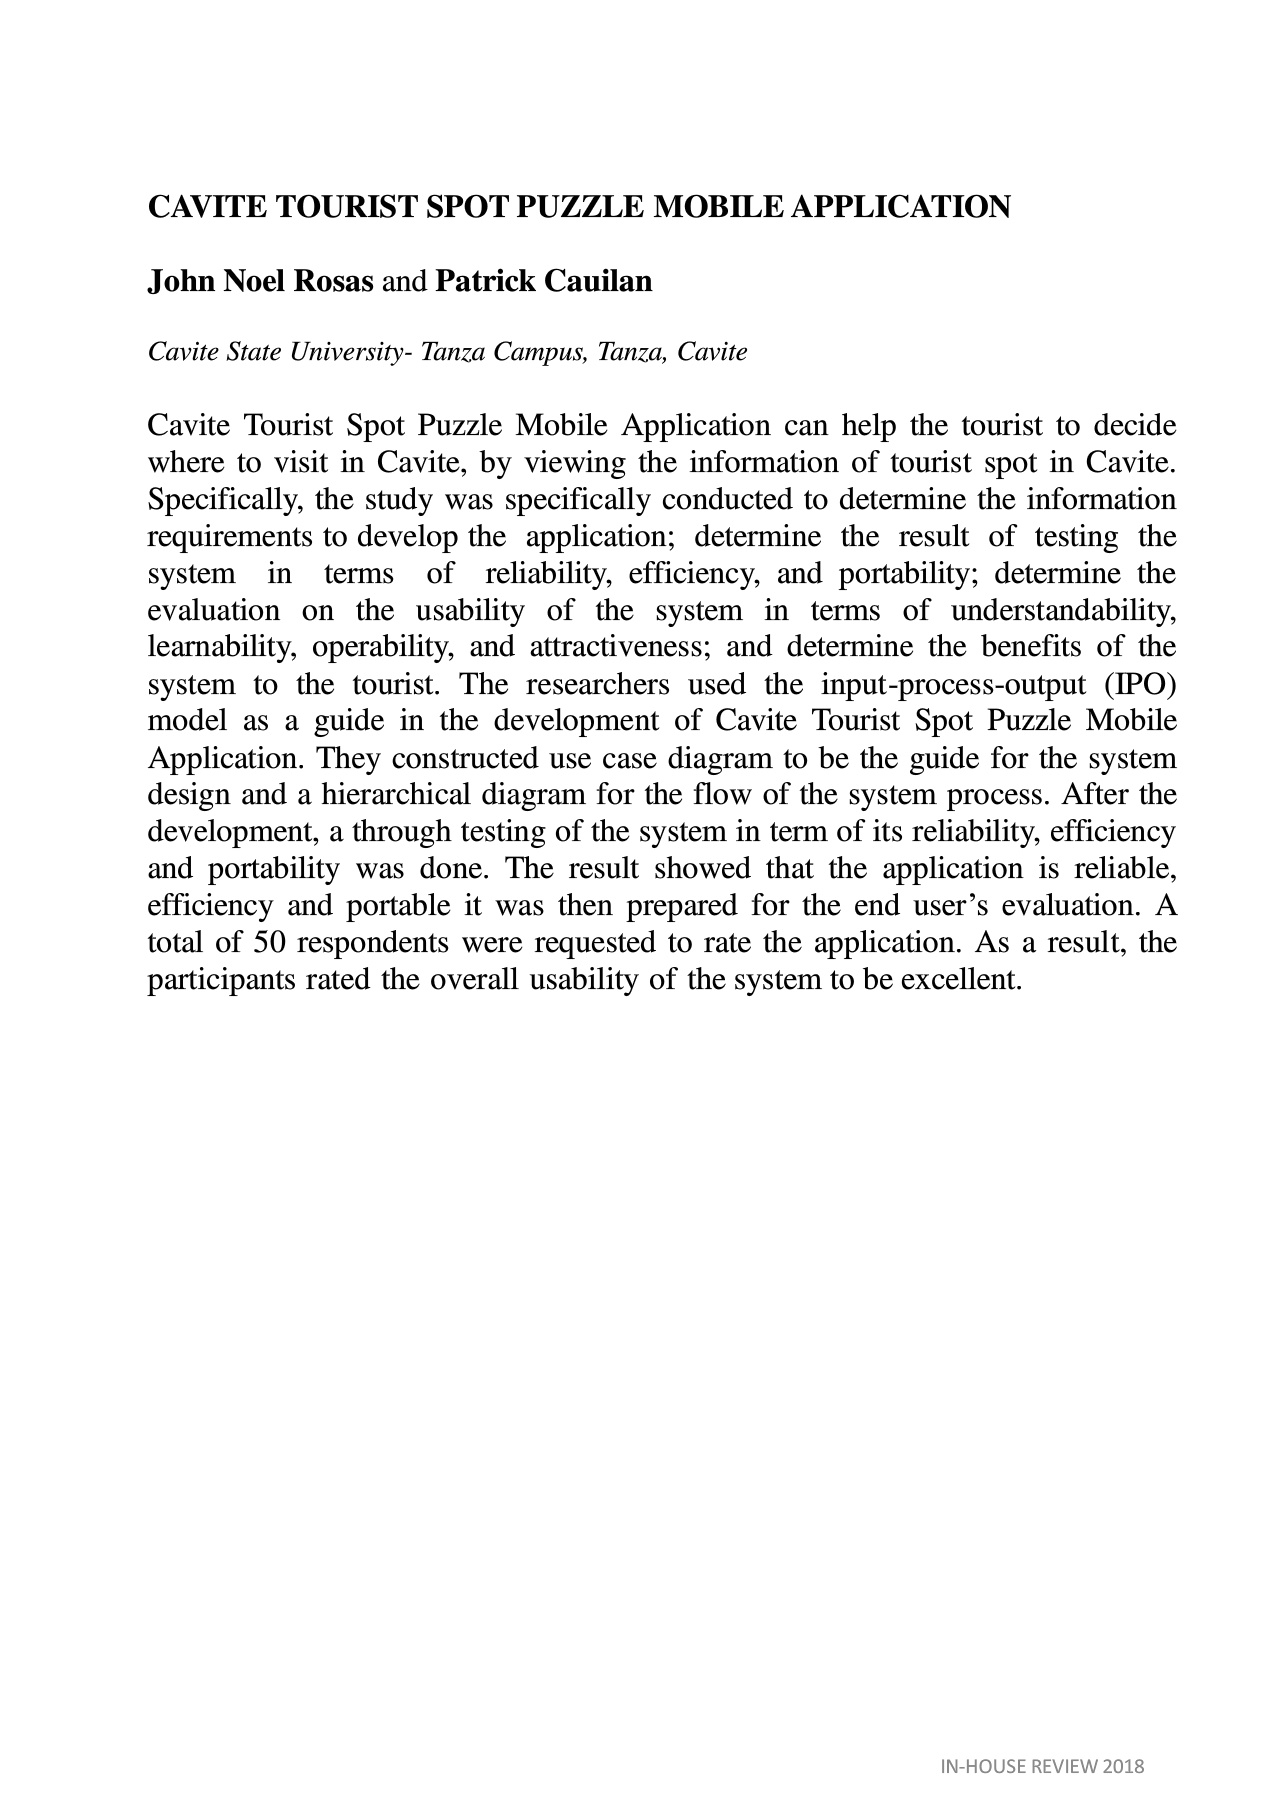 CAVITE TOURIST SPOT PUZZLE MOBILE APPLICATION
John Noel Rosas and Patrick Cauilan
Cavite State University- Tanza Campus, Tanza, Cavite
Cavite Tourist Spot Puzzle Mobile Application can help the tourist to decide
where to visit in Cavite, by viewing the information of tourist spot in Cavite.
Specifically, the study was specifically conducted to determine the information
requirements to develop the application; determine the result of testing the
system in terms of reliability, efficiency, and portability; determine the
evaluation on the usability of the system in terms of understandability,
learnability, operability, and attractiveness; and determine the benefits of the
system to the tourist. The researchers used the input-process-output (IPO)
model as a guide in the development of Cavite Tourist Spot Puzzle Mobile
Application. They constructed use case diagram to be the guide for the system
design and a hierarchical diagram for the flow of the system process. After the
development, a through testing of the system in term of its reliability, efficiency
and portability was done. The result showed that the application is reliable,
efficiency and portable it was then prepared for the end user’s evaluation. A
total of 50 respondents were requested to rate the application. As a result, the
participants rated the overall usability of the system to be excellent.
IN-HOUSE REVIEW 2018